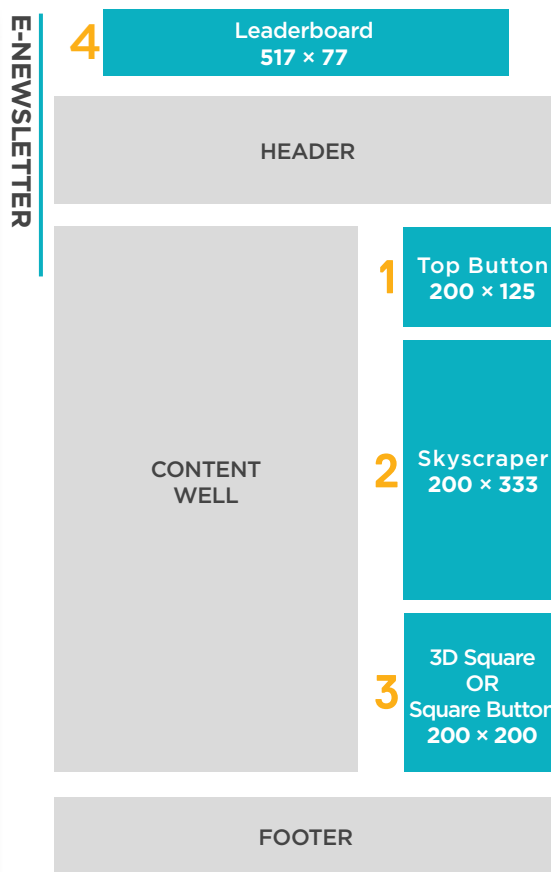 E-NEWSLETTER
4
Leaderboard
517 × 77
HEADER
1
Top Button
200 × 125
CONTENT
WELL
2
Skyscraper
200 × 333
3
3D Square
OR
Square Button
200 × 200
FOOTER